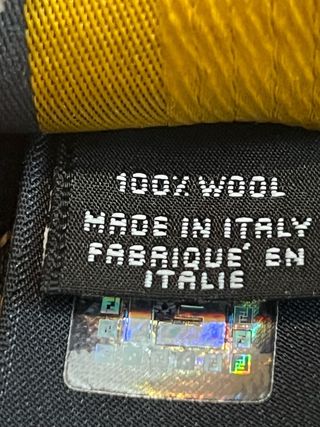 100% WOOL
MADE IN ITALY
FABRIQUE' EN
ITALIE